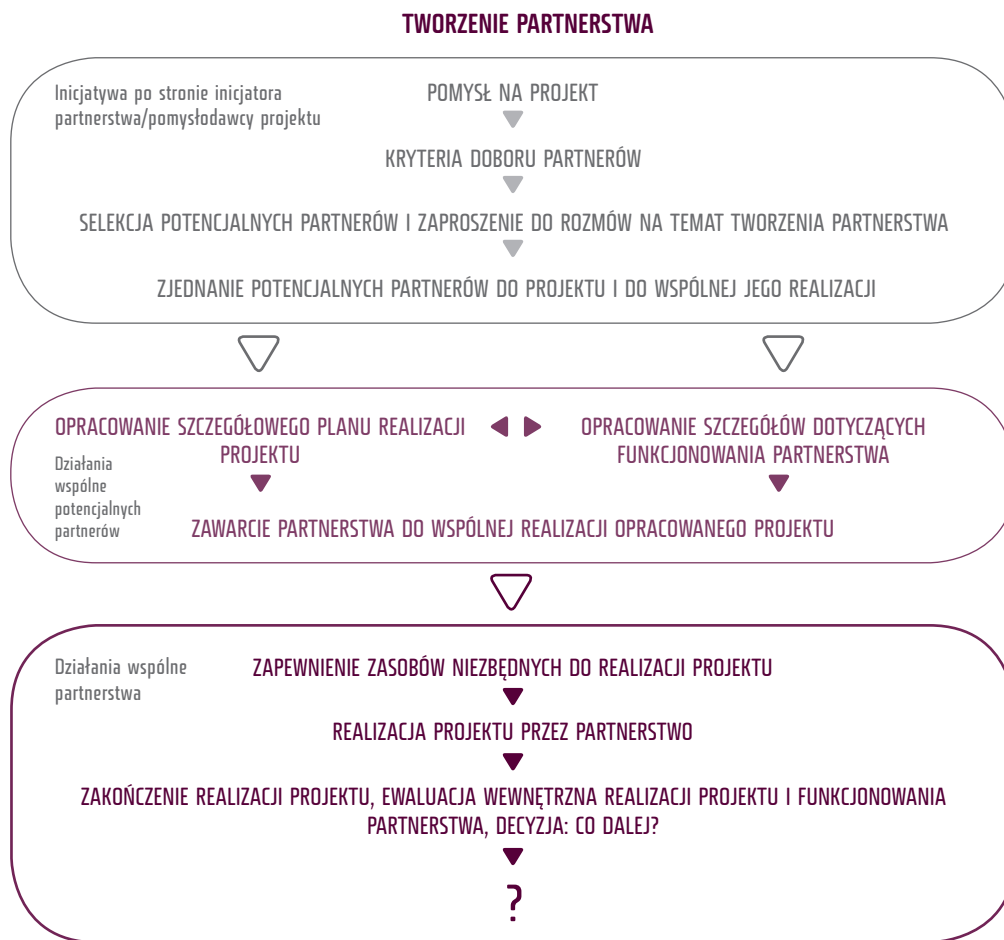 TWORZENIE PARTNERSTWA
Inicjatywa po stronie inicjatora
partnerstwa/pomysłodawcy projektu
POMYSŁ NA PROJEKT
KRYTERIA DOBORU PARTNERÓW
SELEKCJA POTENCJALNYCH PARTNERÓW I ZAPROSZENIE DO ROZMÓW NA TEMAT TWORZENIA PARTNERSTWA
ZJEDNANIE POTENCJALNYCH PARTNERÓW DO PROJEKTU I DO WSPÓLNEJ JEGO REALIZACJI
OPRACOWANIE SZCZEGÓŁOWEGO PLANU REALIZACJI
PROJEKTU
OPRACOWANIE SZCZEGÓŁÓW DOTYCZĄCYCH
FUNKCJONOWANIA PARTNERSTWA
Działania
wspólne
potencjalnych
partnerów
ZAWARCIE PARTNERSTWA DO WSPÓLNEJ REALIZACJI OPRACOWANEGO PROJEKTU
Działania wspólne
partnerstwa
ZAPEWNIENIE ZASOBÓW NIEZBĘDNYCH DO REALIZACJI PROJEKTU
REALIZACJA PROJEKTU PRZEZ PARTNERSTWO
ZAKOŃCZENIE REALIZACJI PROJEKTU, EWALUACJA WEWNĘTRZNA REALIZACJI PROJEKTU I FUNKCJONOWANIA
PARTNERSTWA, DECYZJA: CO DALEJ?
?